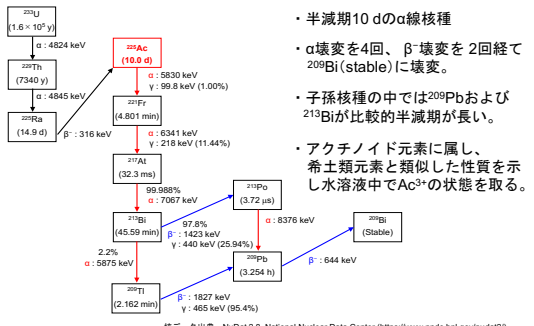 ²³³U
(1.6 × 10⁵ y)
α : 4824 keV
²²⁹Th
(7340 y)
α : 4845 keV
²²⁵Ra
(14.9 d)
β⁻ : 316 keV
²²⁵Ac
(10.0 d)
α : 5830 keV
γ : 99.8 keV (1.00%)
²²¹Fr
(4.801 min)
α : 6341 keV
γ : 218 keV (11.44%)
²¹⁷At
(32.3 ms)
99.988%
α : 7067 keV
²¹³Bi
(45.59 min)
97.8%
β⁻ : 1423 keV
γ : 440 keV (25.94%)
²¹³Po
(3.72 μs)
α : 8376 keV
2.2%
α : 5875 keV
²⁰⁹Tl
(2.162 min)
β⁻ : 1827 keV
γ : 465 keV (95.4%)
²⁰⁹Pb
(3.254 h)
β⁻ : 644 keV
²⁰⁹Bi
(Stable)
・半減期10 dのα線核種
・α壊変を4回、β⁻壊変を 2回経て
²⁰⁹Bi(stable)に壊変。
・子孫核種の中では²⁰⁹Pbおよび
²¹³Biが比較的半減期が長い。
・アクチノイド元素に属し、
希土類元素と類似した性質を示
し水溶液中でAc³⁺の状態を取る。